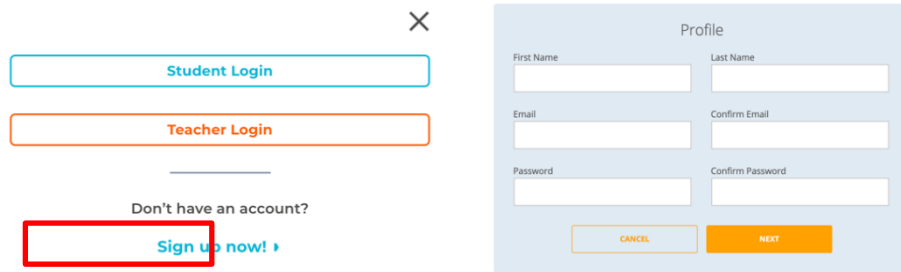 Student Login
Teacher Login
Don't have an account?
Sign up now!
Profile
First Name Last Name
Email Confirm Email
Password Confirm Password
CANCEL NEXT